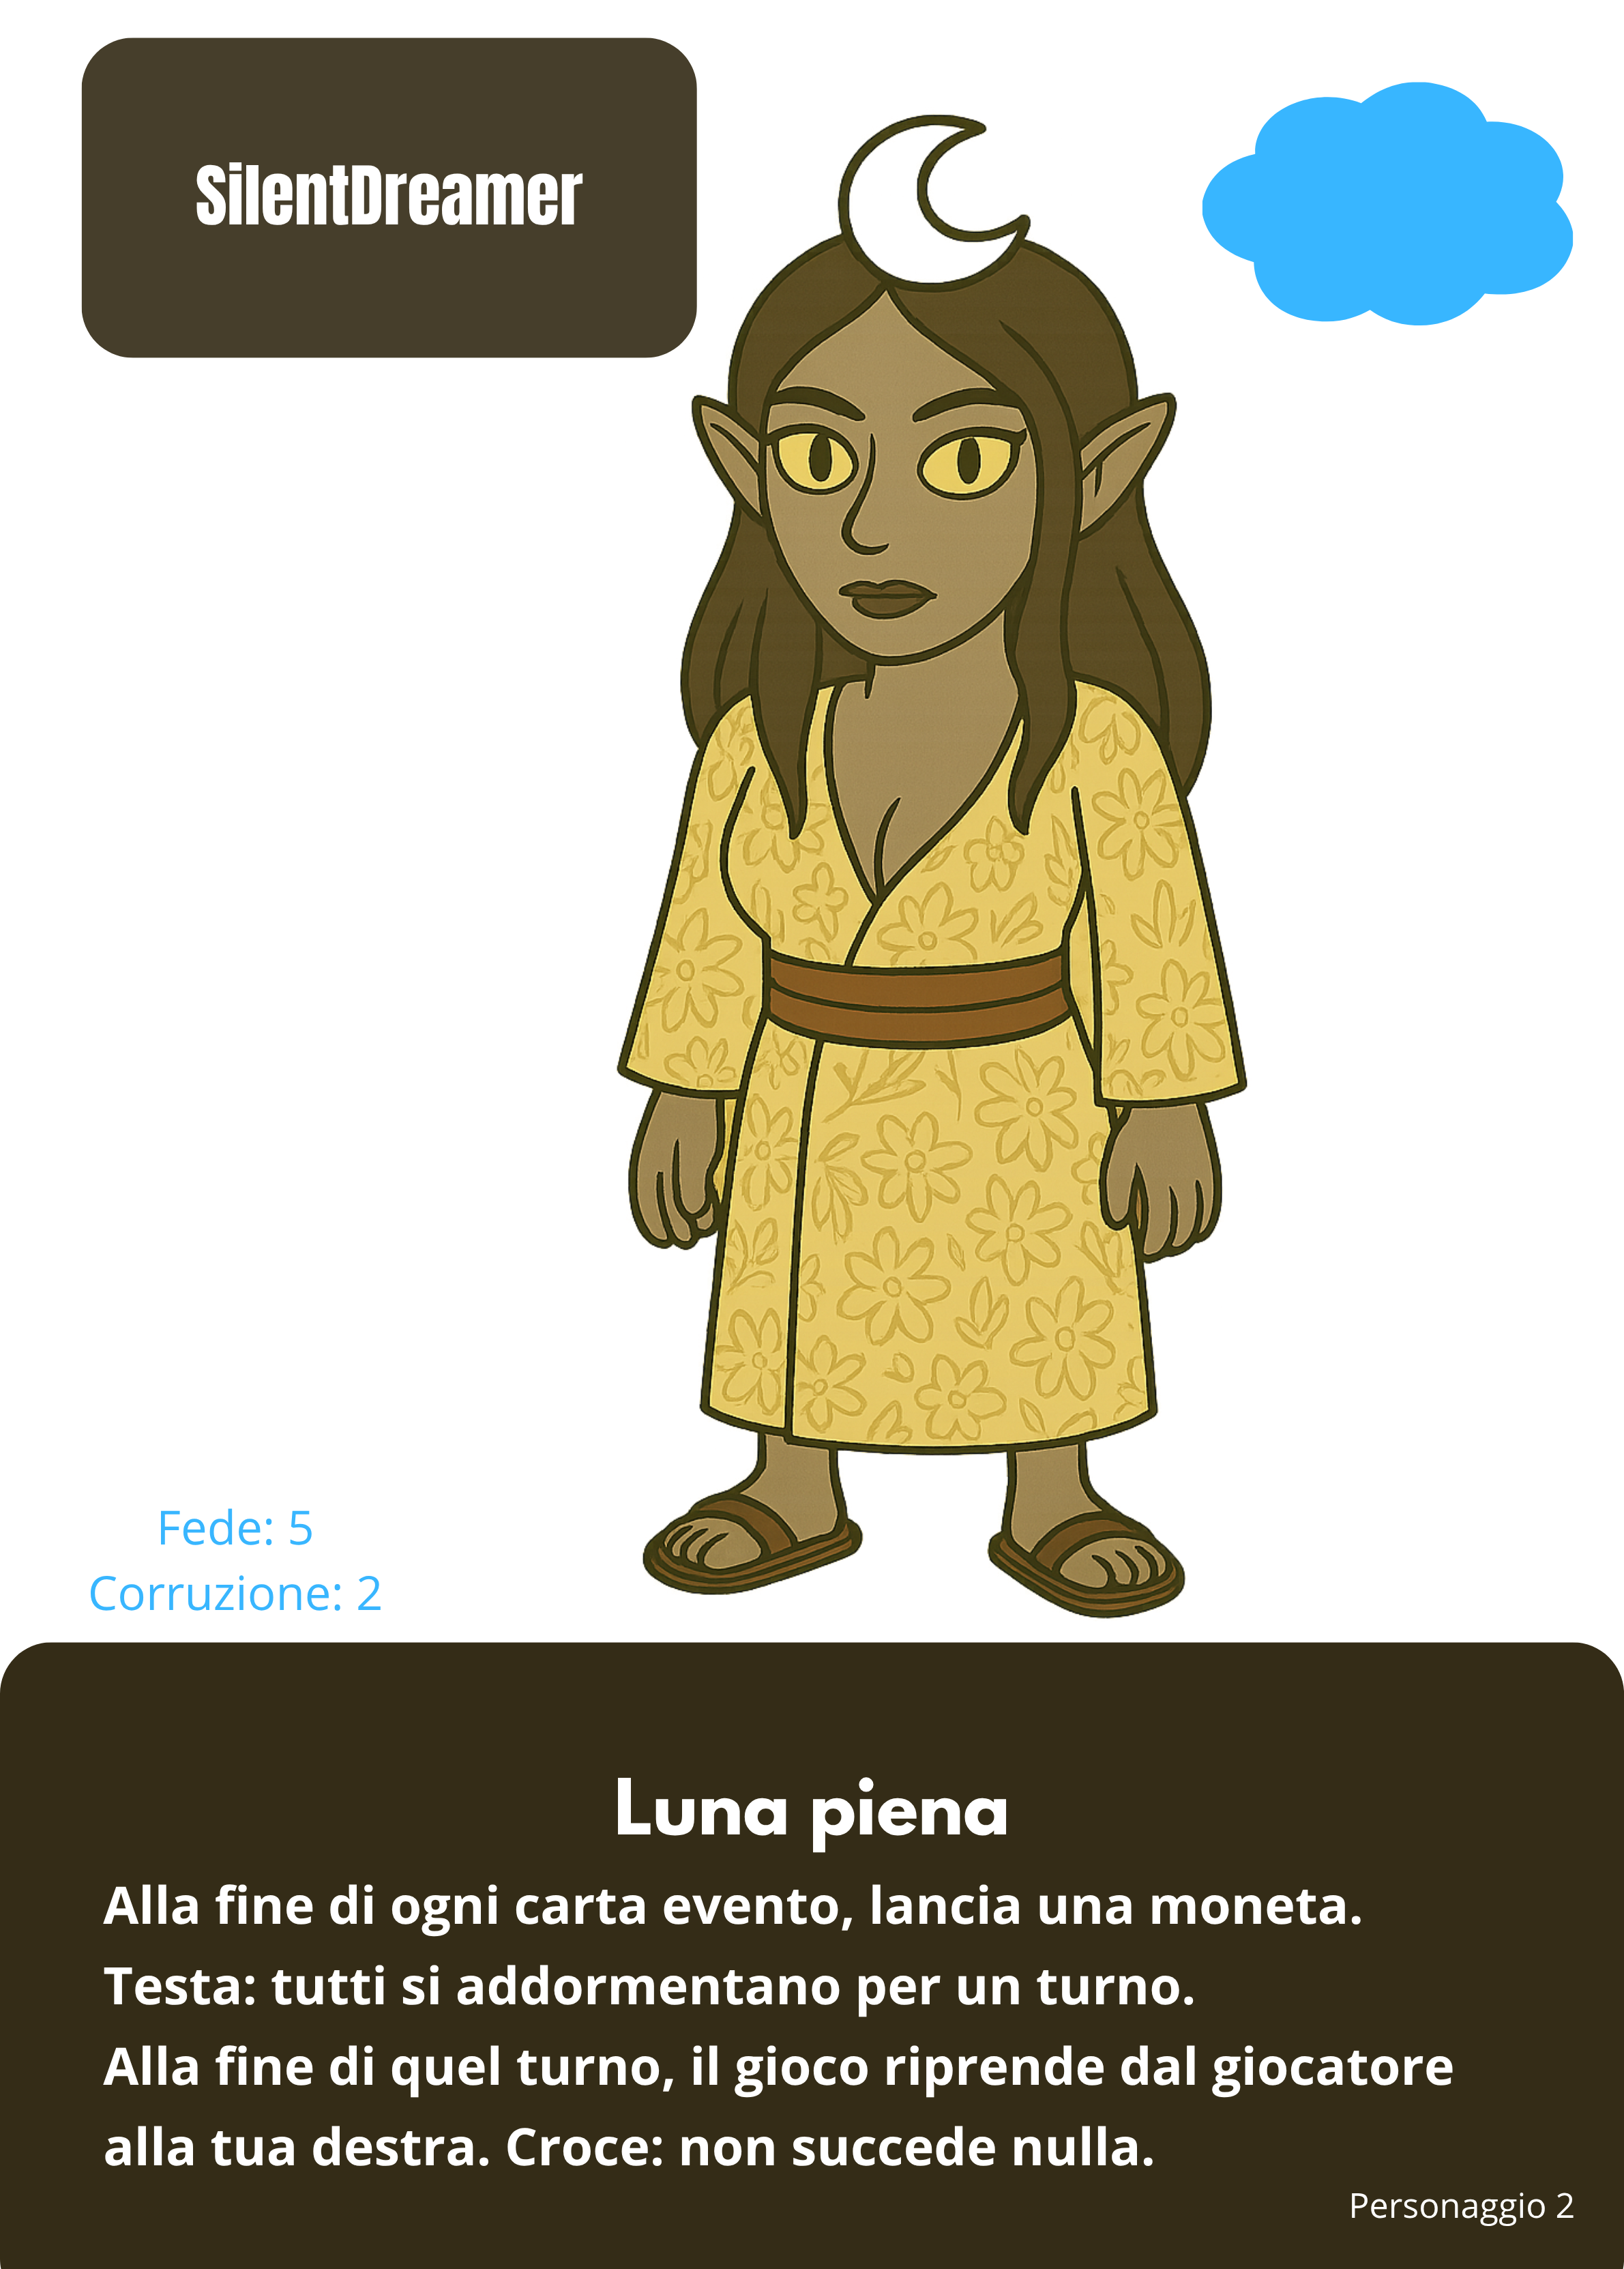 SilentDreamer
Fede: 5
Corruzione: 2
Luna piena
Alla fine di ogni carta evento, lancia una moneta.
Testa: tutti si addormentano per un turno.
Alla fine di quel turno, il gioco riprende dal giocatore
alla tua destra. Croce: non succede nulla.
Personaggio 2